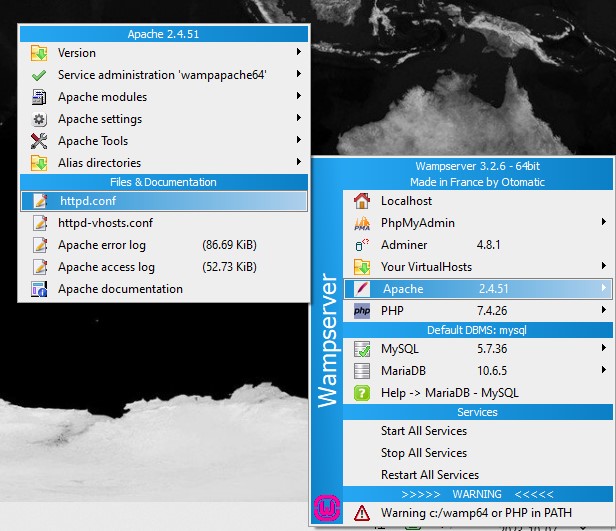 Apache 2.4.51
Version
Service administration 'wampapache64'
Apache modules
Apache settings
Apache Tools
Alias directories
Files & Documentation
httpd.conf
httpd-vhosts.conf
Apache error log (86.69 KiB)
Apache access log (52.73 KiB)
Apache documentation
Wampserver
Wampserver 3.2.6 - 64bit
Made in France by Otomatic
Localhost
PhpMyAdmin
Adminer 4.8.1
Your VirtualHosts
Apache 2.4.51
php PHP 7.4.26
Default DBMS: mysql
MySQL 5.7.36
MariaDB 10.6.5
Help -> MariaDB - MySQL
Services
Start All Services
Stop All Services
Restart All Services
>>>>> WARNING <<<<<
Warning c:/wamp64 or PHP in PATH